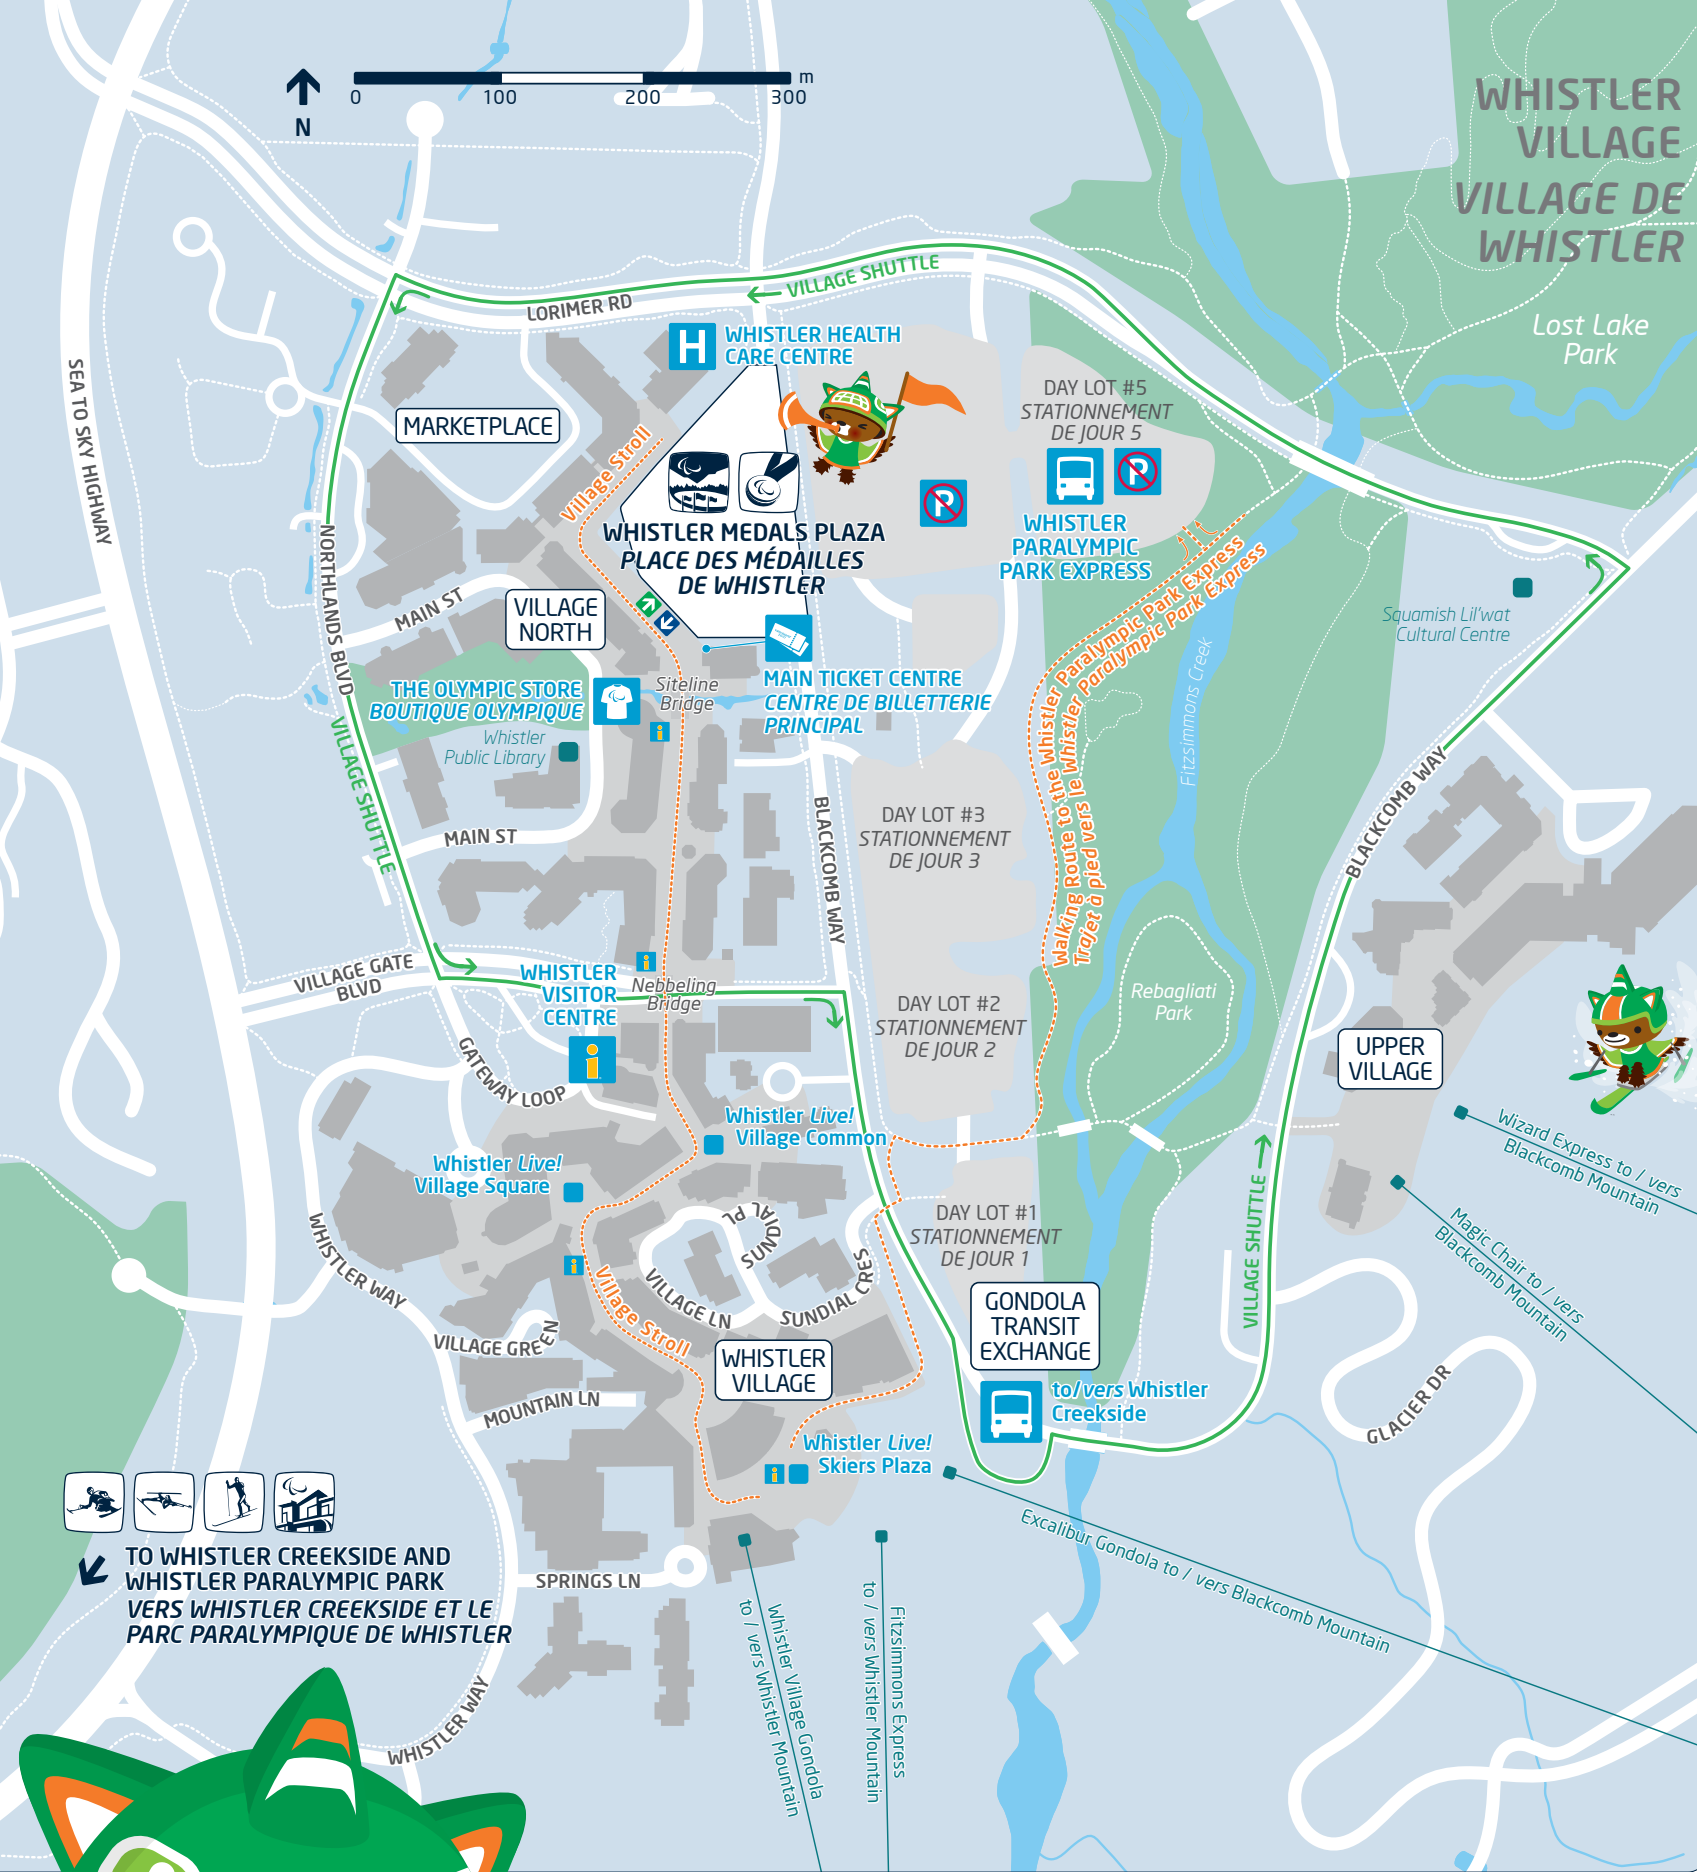 WHISTLER
VILLAGE
VILLAGE DE
WHISTLER
m
0 100 200 300
N
Lost Lake
Park
SEA TO SKY HIGHWAY
LORIMER RD
VILLAGE SHUTTLE
H
WHISTLER HEALTH
CARE CENTRE
MARKETPLACE
Village Stroll
DAY LOT #5
STATIONNEMENT
DE JOUR 5
P
P
WHISTLER MEDALS PLAZA
PLACE DES MÉDAILLES
DE WHISTLER
WHISTLER
PARALYMPIC
PARK EXPRESS
NORTHLANDS BLVD
MAIN ST
VILLAGE
NORTH
Squamish Lil'wat
Cultural Centre
Walking Route to the Whistler Paralympic Park Express
Trajet à pied vers le Whistler Paralympic Park Express
Fitzsimmons Creek
THE OLYMPIC STORE
BOUTIQUE OLYMPIQUE
Siteline
Bridge
i
MAIN TICKET CENTRE
CENTRE DE BILLETTERIE
PRINCIPAL
Whistler
Public Library
VILLAGE SHUTTLE
MAIN ST
BLACKCOMB WAY
DAY LOT #3
STATIONNEMENT
DE JOUR 3
BLACKCOMB WAY
VILLAGE GATE
BLVD
WHISTLER
VISITOR
CENTRE
i
i
Nebbeling
Bridge
DAY LOT #2
STATIONNEMENT
DE JOUR 2
Rebagliati
Park
UPPER
VILLAGE
GATEWAY LOOP
Whistler Live!
Village Common
Whistler Live!
Village Square
Wizard Express to / vers
Blackcomb Mountain
Magic Chair to / vers
Blackcomb Mountain
WHISTLER WAY
SUNDIAL PL
DAY LOT #1
STATIONNEMENT
DE JOUR 1
VILLAGE SHUTTLE
i
Village Stroll
VILLAGE LN
SUNDIAL CRES
VILLAGE GREEN
GONDOLA
TRANSIT
EXCHANGE
WHISTLER
VILLAGE
to/vers Whistler
Creekside
MOUNTAIN LN
GLACIER DR
Whistler Live!
Skiers Plaza
i
Excalibur Gondola to / vers Blackcomb Mountain
TO WHISTLER CREEKSIDE AND
WHISTLER PARALYMPIC PARK
VERS WHISTLER CREEKSIDE ET LE
PARC PARALYMPIQUE DE WHISTLER
SPRINGS LN
Whistler Village Gondola
to / vers Whistler Mountain
Fitzsimmons Express
to / vers Whistler Mountain
WHISTLER WAY